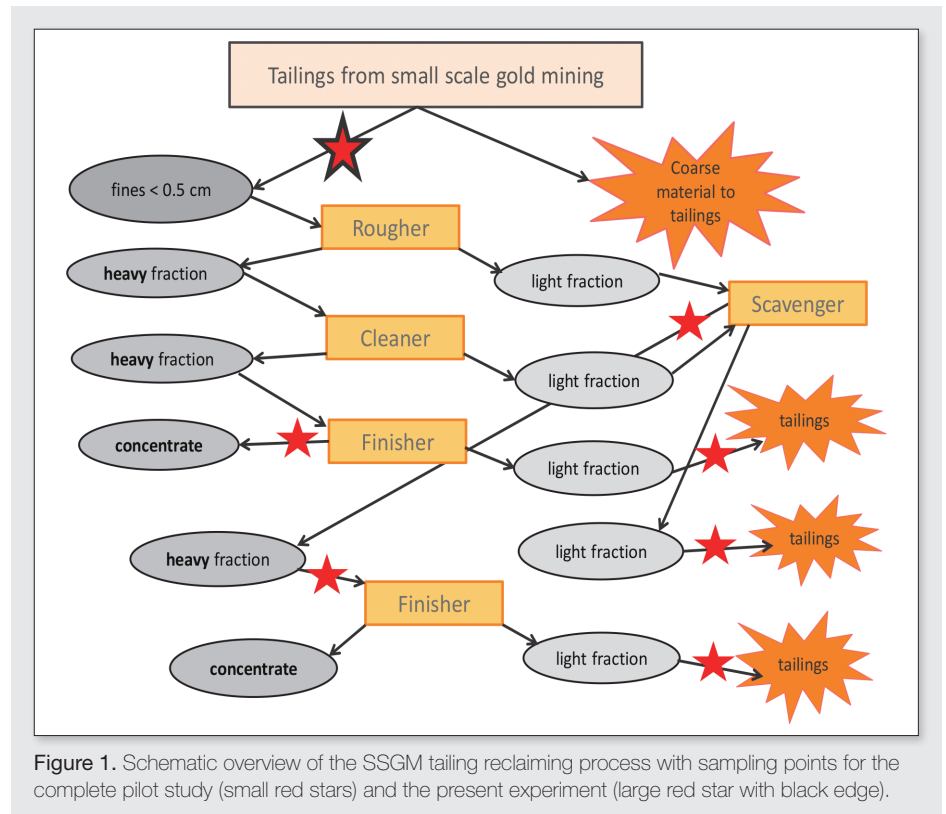 Tailings from small scale gold mining
Coarse
material to
tailings
fines < 0.5 cm
Rougher
heavy fraction
light fraction
Scavenger
Cleaner
heavy fraction
light fraction
tailings
concentrate
Finisher
light fraction
tailings
light fraction
heavy fraction
Finisher
light fraction
tailings
concentrate
Figure 1. Schematic overview of the SSGM tailing reclaiming process with sampling points for the
complete pilot study (small red stars) and the present experiment (large red star with black edge).